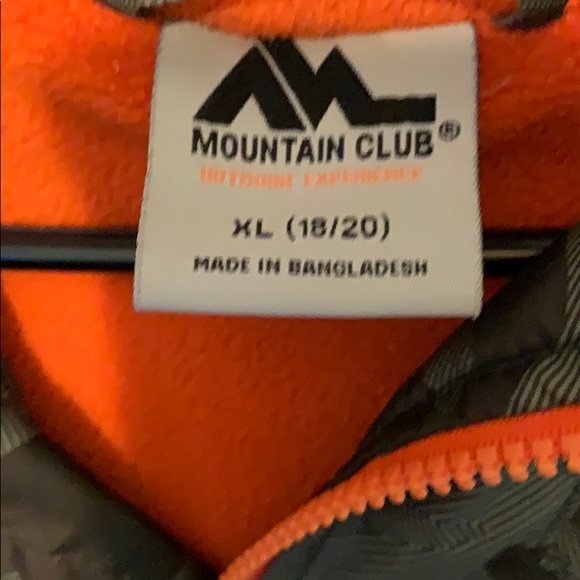 MOUNTAIN CLUB®
OUTDOOR EXPERIENCE
XL (18/20)
MADE IN BANGLADESH